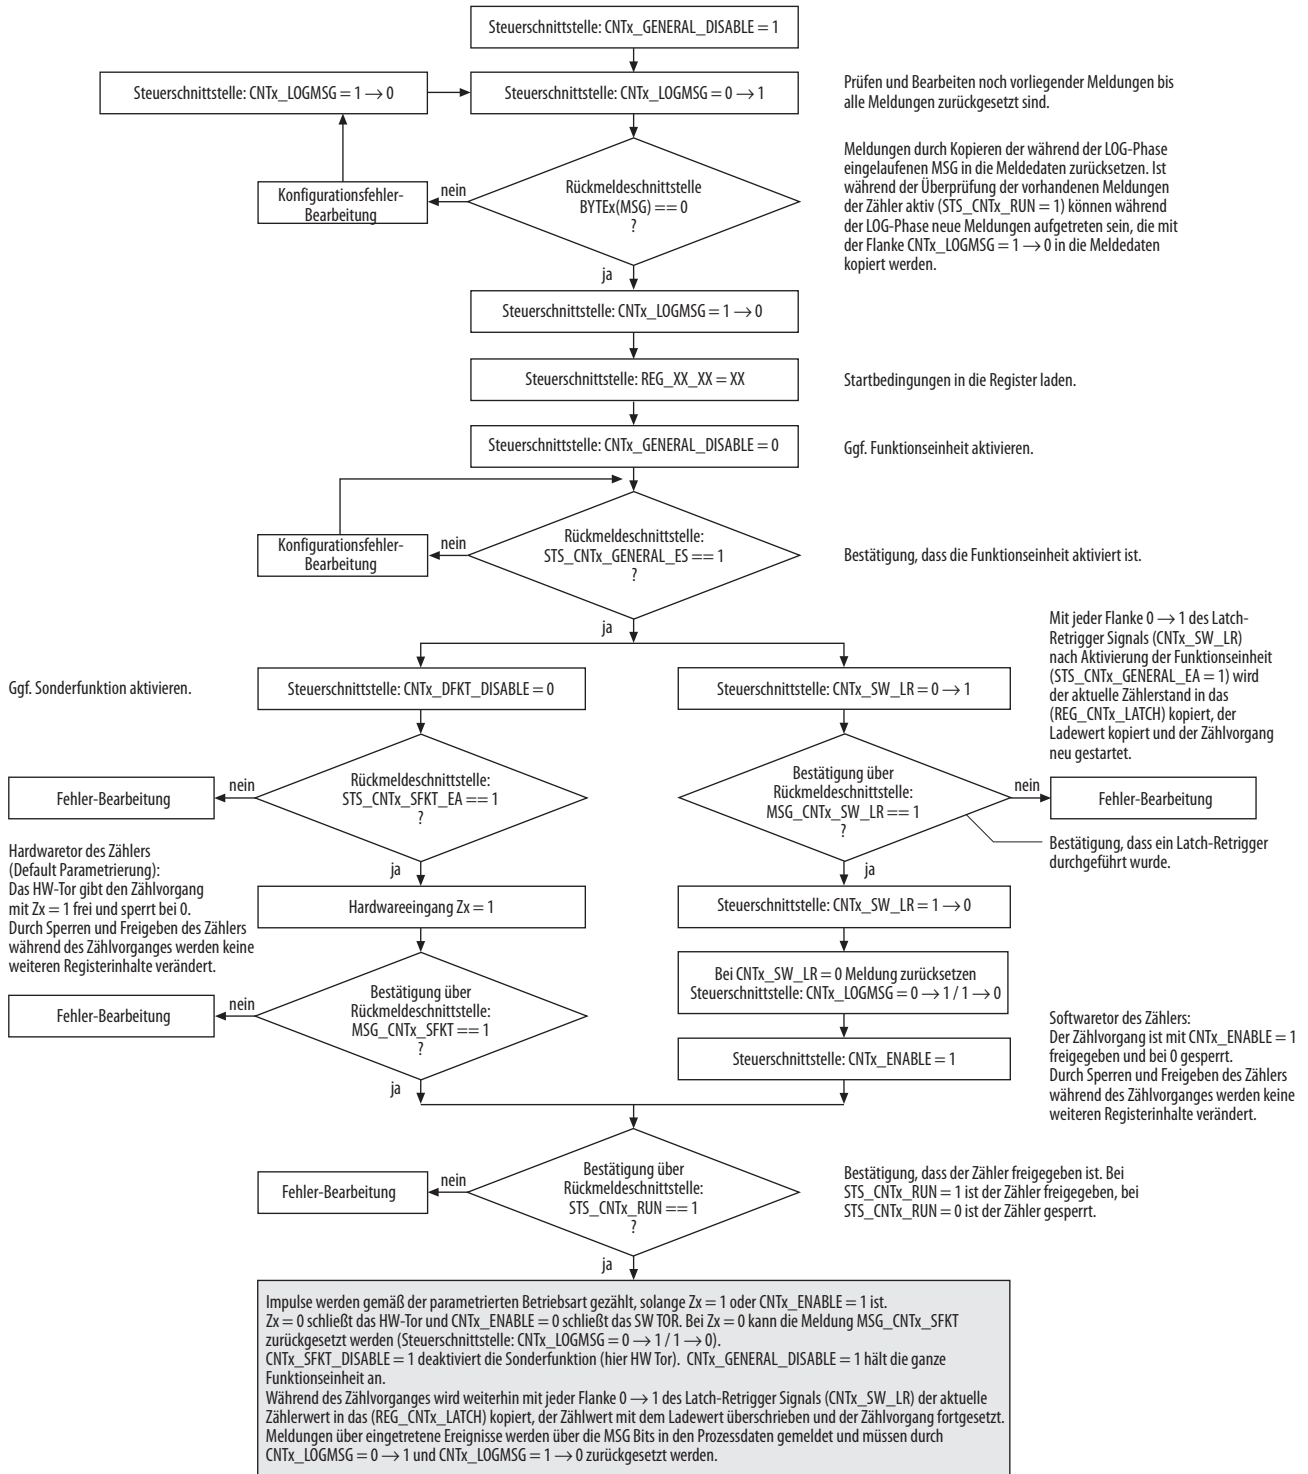 Steuerschnittstelle: CNTx_GENERAL_DISABLE = 1
Steuerschnittstelle: CNTx_LOGMSG = 1 → 0
Steuerschnittstelle: CNTx_LOGMSG = 0 → 1
Prüfen und Bearbeiten noch vorliegender Meldungen bis
alle Meldungen zurückgesetzt sind.
Konfigurationsfehler-
Bearbeitung
nein
Rückmeldeschnittstelle
BYTEx(MSG) == 0
?
ja
Meldungen durch Kopieren der während der LOG-Phase
eingelaufenen MSG in die Meldedaten zurücksetzen. Ist
während der Überprüfung der vorhandenen Meldungen
der Zähler aktiv (STS_CNTx_RUN = 1) können während
der LOG-Phase neue Meldungen aufgetreten sein, die mit
der Flanke CNTx_LOGMSG = 1 → 0 in die Meldedaten
kopiert werden.
Steuerschnittstelle: CNTx_LOGMSG = 1 → 0
Steuerschnittstelle: REG_XX_XX = XX
Startbedingungen in die Register laden.
Steuerschnittstelle: CNTx_GENERAL_DISABLE = 0
Ggf. Funktionseinheit aktivieren.
Konfigurationsfehler-
Bearbeitung
nein
Rückmeldeschnittstelle:
STS_CNTx_GENERAL_ES == 1
?
ja
Bestätigung, dass die Funktionseinheit aktiviert ist.
Ggf. Sonderfunktion aktivieren.
Steuerschnittstelle: CNTx_DFKT_DISABLE = 0
Steuerschnittstelle: CNTx_SW_LR = 0 → 1
Mit jeder Flanke 0 → 1 des Latch-
Retrigger Signals (CNTx_SW_LR)
nach Aktivierung der Funktionseinheit
(STS_CNTx_GENERAL_EA = 1) wird
der aktuelle Zählerstand in das
(REG_CNTx_LATCH) kopiert, der
Ladewert kopiert und der Zählvorgang
neu gestartet.
Fehler-Bearbeitung
nein
Rückmeldeschnittstelle:
STS_CNTx_SFKT_EA == 1
?
ja
Bestätigung über
Rückmeldeschnittstelle:
MSG_CNTx_SW_LR == 1
?
ja
nein
Fehler-Bearbeitung
Bestätigung, dass ein Latch-Retrigger
durchgeführt wurde.
Hardwaretor des Zählers
(Default Parametrierung):
Das HW-Tor gibt den Zählvorgang
mit Zx = 1 frei und sperrt bei 0.
Durch Sperren und Freigeben des Zählers
während des Zählvorganges werden keine
weiteren Registerinhalte verändert.
Hardwareeingang Zx = 1
Steuerschnittstelle: CNTx_SW_LR = 1 → 0
Bei CNTx_SW_LR = 0 Meldung zurücksetzen
Steuerschnittstelle: CNTx_LOGMSG = 0 → 1 / 1 → 0
Fehler-Bearbeitung
nein
Bestätigung über
Rückmeldeschnittstelle:
MSG_CNTx_SFKT == 1
?
ja
Steuerschnittstelle: CNTx_ENABLE = 1
Softwaretor des Zählers:
Der Zählvorgang ist mit CNTx_ENABLE = 1
freigegeben und bei 0 gesperrt.
Durch Sperren und Freigeben des Zählers
während des Zählvorganges werden keine
weiteren Registerinhalte verändert.
Fehler-Bearbeitung
nein
Bestätigung über
Rückmeldeschnittstelle:
STS_CNTx_RUN == 1
?
ja
Bestätigung, dass der Zähler freigegeben ist. Bei
STS_CNTx_RUN = 1 ist der Zähler freigegeben, bei
STS_CNTx_RUN = 0 ist der Zähler gesperrt.
Impulse werden gemäß der parametrierten Betriebsart gezählt, solange Zx = 1 oder CNTx_ENABLE = 1 ist.
Zx = 0 schließt das HW-Tor und CNTx_ENABLE = 0 schließt das SW TOR. Bei Zx = 0 kann die Meldung MSG_CNTx_SFKT
zurückgesetzt werden (Steuerschnittstelle: CNTx_LOGMSG = 0 → 1 / 1 → 0).
CNTx_SFKT_DISABLE = 1 deaktiviert die Sonderfunktion (hier HW Tor). CNTx_GENERAL_DISABLE = 1 hält die ganze
Funktionseinheit an.
Während des Zählvorganges wird weiterhin mit jeder Flanke 0 → 1 des Latch-Retrigger Signals (CNTx_SW_LR) der aktuelle
Zählerwert in das (REG_CNTx_LATCH) kopiert, der Zählwert mit dem Ladewert überschrieben und der Zählvorgang fortgesetzt.
Meldungen über eingetretene Ereignisse werden über die MSG Bits in den Prozessdaten gemeldet und müssen durch
CNTx_LOGMSG = 0 → 1 und CNTx_LOGMSG = 1 → 0 zurückgesetzt werden.